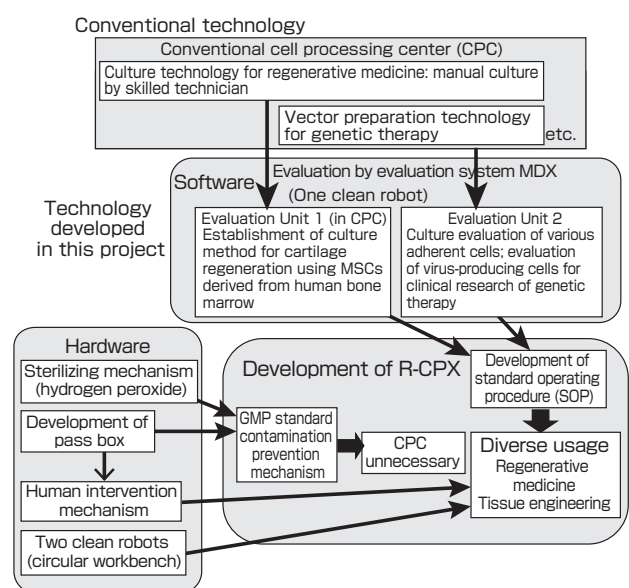 Conventional technology
Conventional cell processing center (CPC)
Culture technology for regenerative medicine: manual culture
by skilled technician
Vector preparation technology
for genetic therapy
etc.
Technology
developed
in this project
Software
Evaluation by evaluation system MDX
(One clean robot)
Evaluation Unit 1 (in CPC)
Establishment of culture
method for cartilage
regeneration using MSCs
derived from human bone
marrow
Evaluation Unit 2
Culture evaluation of various
adherent cells; evaluation
of virus-producing cells for
clinical research of genetic
therapy
Hardware
Sterilizing mechanism
(hydrogen peroxide)
Development of
pass box
Human intervention
mechanism
Two clean robots
(circular workbench)
Development of R-CPX
GMP standard
contamination
prevention
mechanism
CPC
unnecessary
Development of
standard operating
procedure (SOP)
Diverse usage
Regenerative
medicine
Tissue engineering